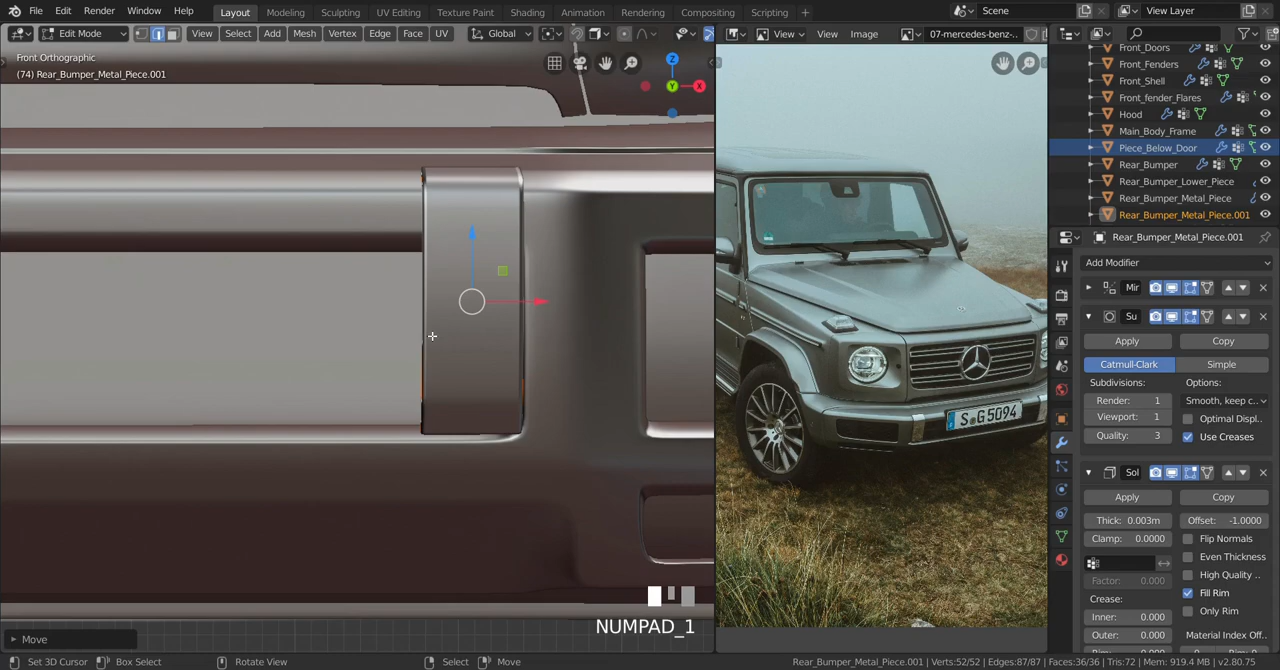 File Edit Render Window Help Layout Modeling Sculpting UV Editing Texture Paint Shading Animation Rendering Compositing Scripting + Scene View Layer
Edit Mode View Select Add Mesh Vertex Edge Face UV Global View View Image 07-mercedes-benz-..
Front Orthographic
(74) Rear_Bumper_Metal_Piece.001
Z
Y
X
NUMPAD_1
Move
S G 5094
Front_Doors
Front_Fenders
Front_Shell
Front_fender_Flares
Hood
Main_Body_Frame
Piece_Below_Door
Rear_Bumper
Rear_Bumper_Lower_Piece
Rear_Bumper_Metal_Piece
Rear_Bumper_Metal_Piece.001
Rear_Bumper_Metal_Piece.001
Add Modifier
Mir
Su
Apply Copy
Catmull-Clark Simple
Subdivisions: Options:
Render: 1 Smooth, keep c..
Viewport: 1 Optimal Displ..
Quality: 3 Use Creases
Sol
Apply Copy
Thick: 0.003m Offset: -1.0000
Clamp: 0.0000 Flip Normals
Even Thickness
High Quality ..
Factor: 0.000 Fill Rim
Crease: Only Rim
Inner: 0.000
Outer: 0.000 Material Index Off..
Set 3D Cursor Box Select Rotate View Select Move Rear_Bumper_Metal_Piece.001 | Verts:52/52 | Edges:87/87 | Faces:36/36 | Tris:72 | Mem: 919.4 MB | v2.80.75